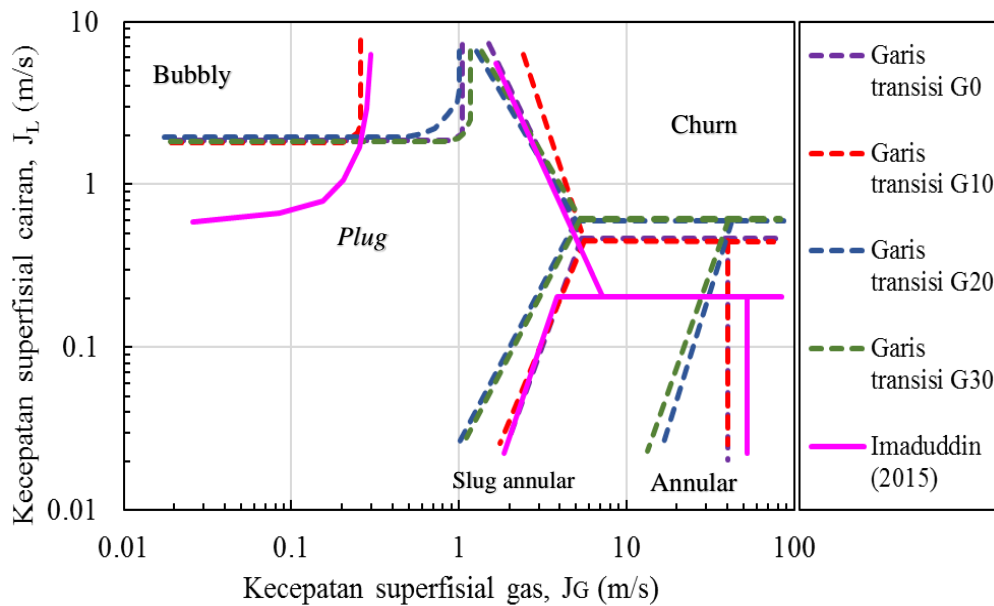 Kecepatan superfisial cairan, JL (m/s)
10
1
0.1
0.01
Bubbly
Churn
Plug
Slug annular
Annular
0.01
0.1
1
10
100
Kecepatan superfisial gas, JG (m/s)
Garis
transisi G0
Garis
transisi G10
Garis
transisi G20
Garis
transisi G30
Imaduddin
(2015)